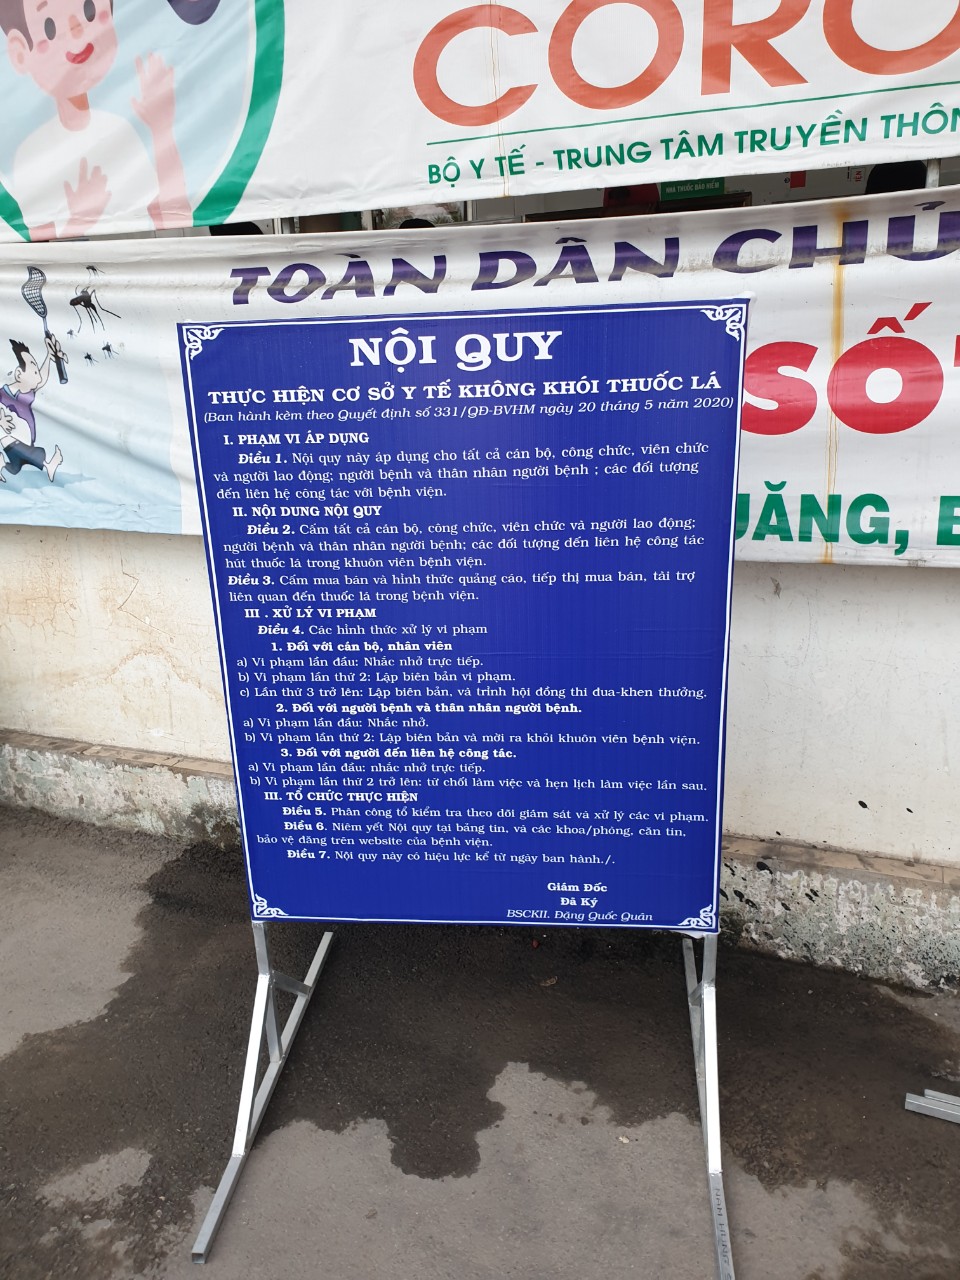 CORO
BỘ Y TẾ - TRUNG TÂM TRUYỀN THÔN
NHÀ THUỐC BẢO HIỂM
TOÀN DÂN CHỦ
SỐT
UĂNG, B
NỘI QUY
THỰC HIỆN CƠ SỞ Y TẾ KHÔNG KHÓI THUỐC LÁ
(Ban hành kèm theo Quyết định số 331/QĐ-BVHM ngày 20 tháng 5 năm 2020)
I. PHẠM VI ÁP DỤNG
Điều 1. Nội quy này áp dụng cho tất cả cán bộ, công chức, viên chức
và người lao động; người bệnh và thân nhân người bệnh ; các đối tượng
đến liên hệ công tác với bệnh viện.
II. NỘI DUNG NỘI QUY
Điều 2. Cấm tất cả cán bộ, công chức, viên chức và người lao động;
người bệnh và thân nhân người bệnh; các đối tượng dến liên hệ công tác
hút thuốc lá trong khuôn viên bệnh viện.
Điều 3. Cấm mua bán và hình thức quảng cáo, tiếp thị mua bán, tài trợ
liên quan đến thuốc lá trong bệnh viện.
III . XỬ LÝ VI PHẠM
Điều 4. Các hình thức xử lý vi phạm
1. Đối với cán bộ, nhân viên
a) Vi phạm lần đầu: Nhắc nhở trực tiếp.
b) Vi phạm lần thứ 2: Lập biên bản vi phạm.
c) Lần thứ 3 trở lên: Lập biên bản, và trình hội đồng thi đua-khen thưởng.
2. Đối với người bệnh và thân nhân người bệnh.
a) Vi phạm lần đầu: Nhắc nhở.
b) Vi phạm lần thứ 2: Lập biên bản và mời ra khỏi khuôn viên bệnh viện.
3. Đối với người đến liên hệ công tác.
a) Vi phạm lần đầu: nhắc nhở trực tiếp.
b) Vi phạm lần thứ 2 trở lên: từ chối làm việc và hẹn lịch làm việc lần sau.
III. TỔ CHỨC THỰC HIỆN
Điều 5. Phân công tổ kiểm tra theo dõi giám sát và xử lý các vi phạm.
Điều 6. Niêm yết Nội quy tại bảng tin, và các khoa/phòng, căn tin,
bảo vệ đăng trên website của bệnh viện.
Điều 7. Nội quy này có hiệu lực kể từ ngày ban hành./.
Giám Đốc
Đã Ký
BSCKII. Đặng Quốc Quân